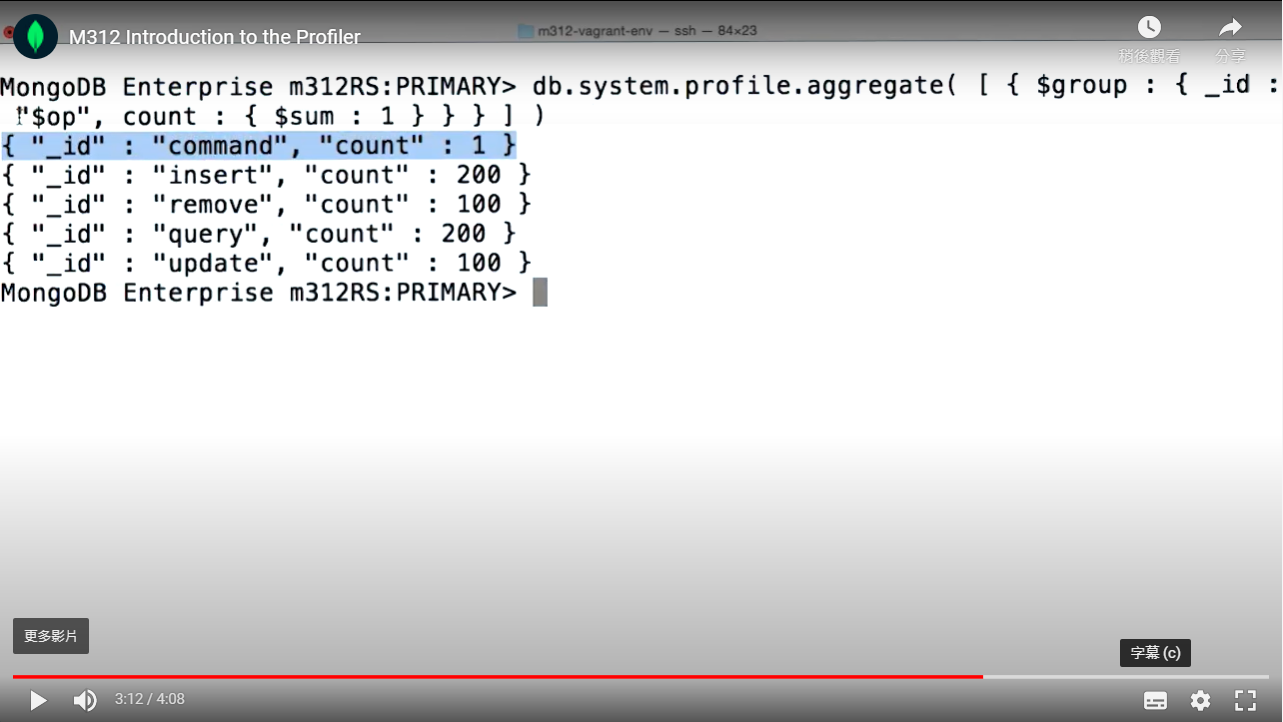 M312 Introduction to the Profiler
m312-vagrant-env — ssh — 84×23
稍後觀看
分享
MongoDB Enterprise m312RS:PRIMARY> db.system.profile.aggregate( [ { $group : { _id :
"$op", count : { $sum : 1 } } } ] )
{ "_id" : "command", "count" : 1 }
{ "_id" : "insert", "count" : 200 }
{ "_id" : "remove", "count" : 100 }
{ "_id" : "query", "count" : 200 }
{ "_id" : "update", "count" : 100 }
MongoDB Enterprise m312RS:PRIMARY>
更多影片
字幕 (c)
3:12 / 4:08